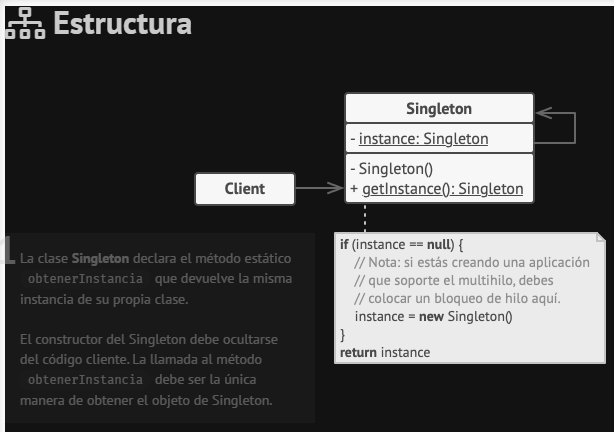 Estructura
Singleton
- instance: Singleton
- Singleton()
+ getInstance(): Singleton
Client
1
La clase Singleton declara el método estático
obtenerInstancia que devuelve la misma
instancia de su propia clase.
El constructor del Singleton debe ocultarse
del código cliente. La llamada al método
obtenerInstancia debe ser la única
manera de obtener el objeto de Singleton.
if (instance == null) {
// Nota: si estás creando una aplicación
// que soporte el multihilo, debes
// colocar un bloqueo de hilo aquí.
instance = new Singleton()
}
return instance